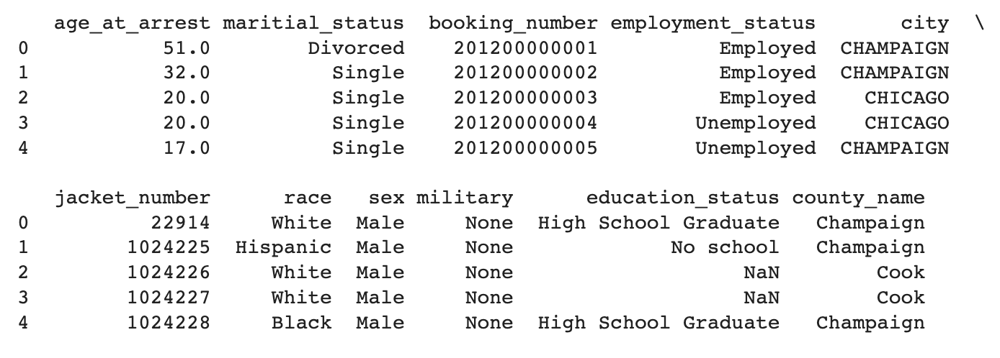 age_at_arrest maritial_status booking_number employment_status city \
0 51.0 Divorced 201200000001 Employed CHAMPAIGN
1 32.0 Single 201200000002 Employed CHAMPAIGN
2 20.0 Single 201200000003 Employed CHICAGO
3 20.0 Single 201200000004 Unemployed CHICAGO
4 17.0 Single 201200000005 Unemployed CHAMPAIGN
jacket_number race sex military education_status county_name
0 22914 White Male None High School Graduate Champaign
1 1024225 Hispanic Male None No school Champaign
2 1024226 White Male None NaN Cook
3 1024227 White Male None NaN Cook
4 1024228 Black Male None High School Graduate Champaign